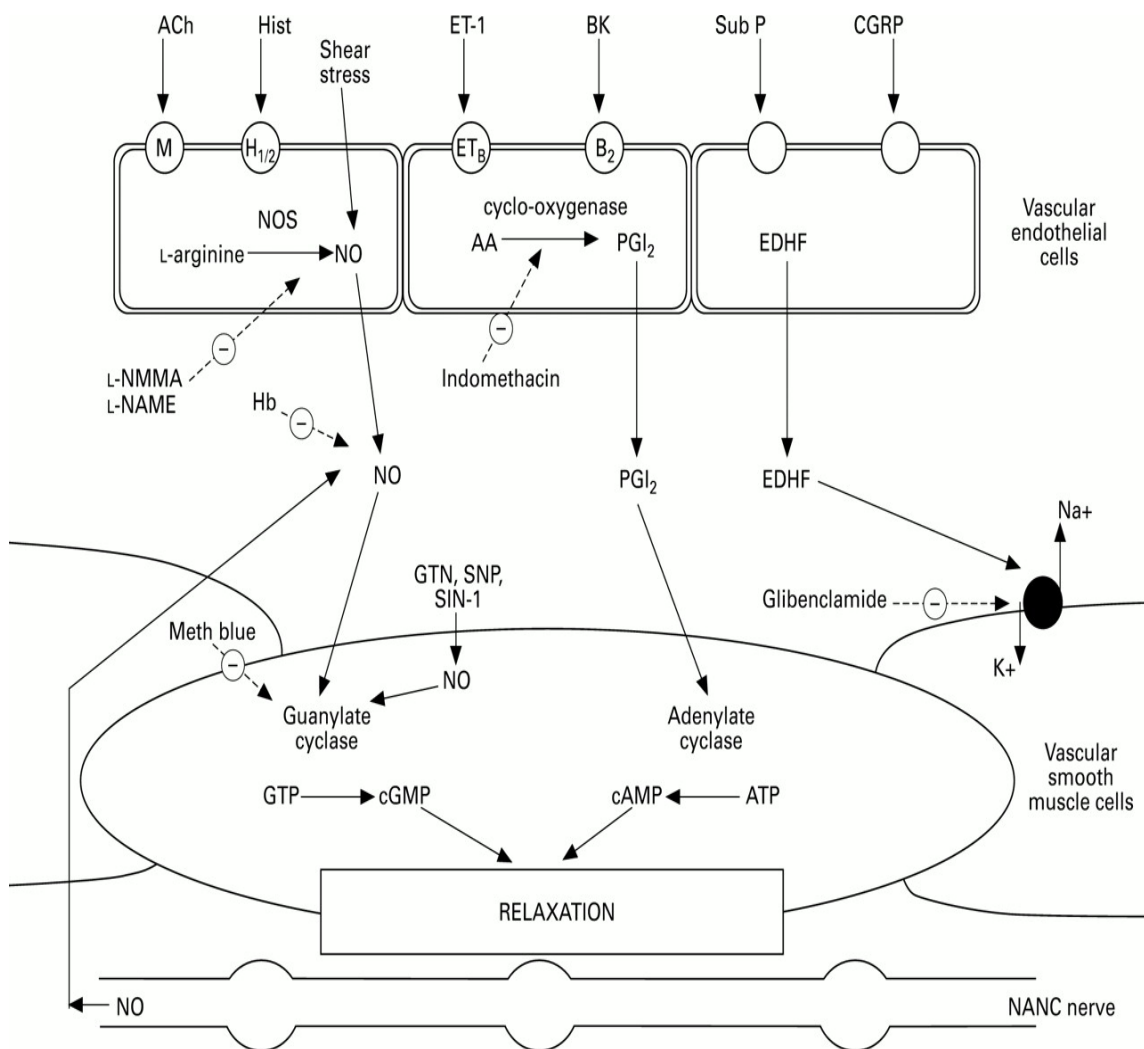 ACh
Hist
Shear
stress
ET-1
BK
Sub P
CGRP
M
H1/2
ETB
B2
NOS
L-arginine
NO
cyclo-oxygenase
AA
PGI2
EDHF
Vascular
endothelial
cells
−
L-NMMA
L-NAME
−
Indomethacin
Hb
−
NO
PGI2
EDHF
Na+
GTN, SNP,
SIN-1
Glibenclamide
−
K+
Meth blue
−
NO
Guanylate
cyclase
Adenylate
cyclase
Vascular
smooth
muscle cells
GTP
cGMP
cAMP
ATP
RELAXATION
NO
NANC nerve